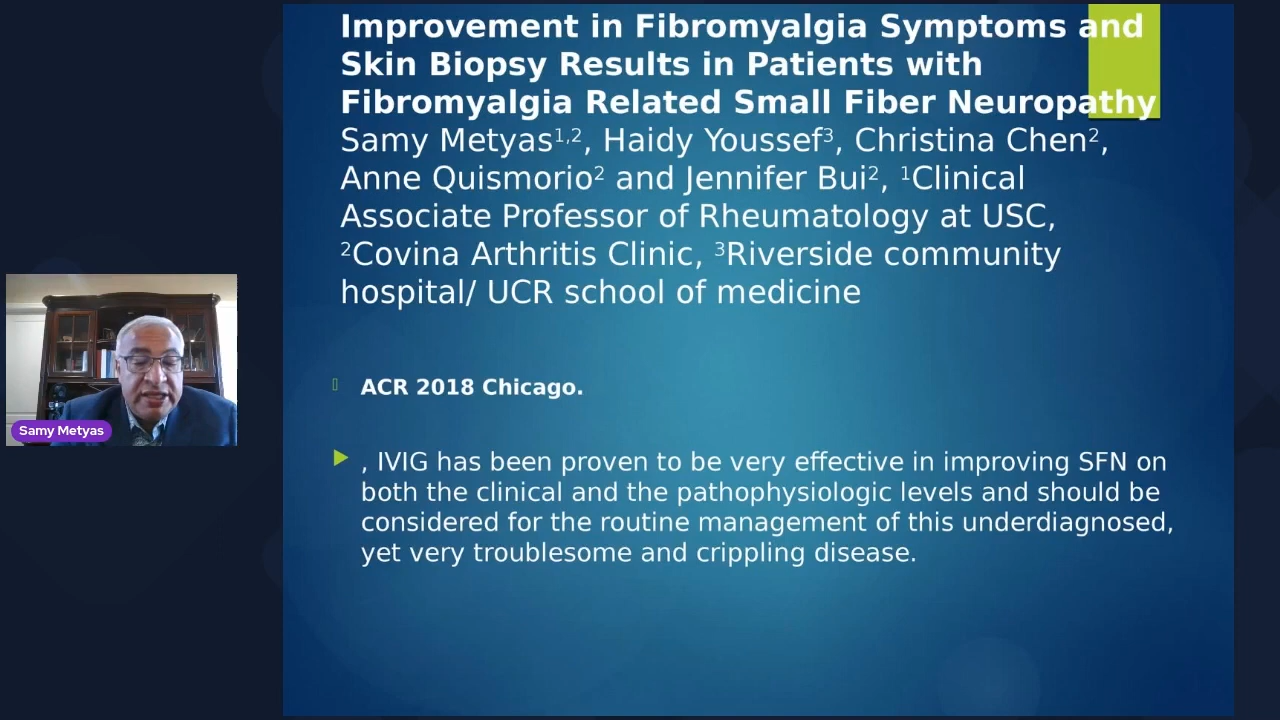 Improvement in Fibromyalgia Symptoms and
Skin Biopsy Results in Patients with
Fibromyalgia Related Small Fiber Neuropathy
Samy Metyas1,2, Haidy Youssef3, Christina Chen2,
Anne Quismorio2 and Jennifer Bui2, 1Clinical
Associate Professor of Rheumatology at USC,
2Covina Arthritis Clinic, 3Riverside community
hospital/ UCR school of medicine
ACR 2018 Chicago.
, IVIG has been proven to be very effective in improving SFN on
both the clinical and the pathophysiologic levels and should be
considered for the routine management of this underdiagnosed,
yet very troublesome and crippling disease.
Samy Metyas